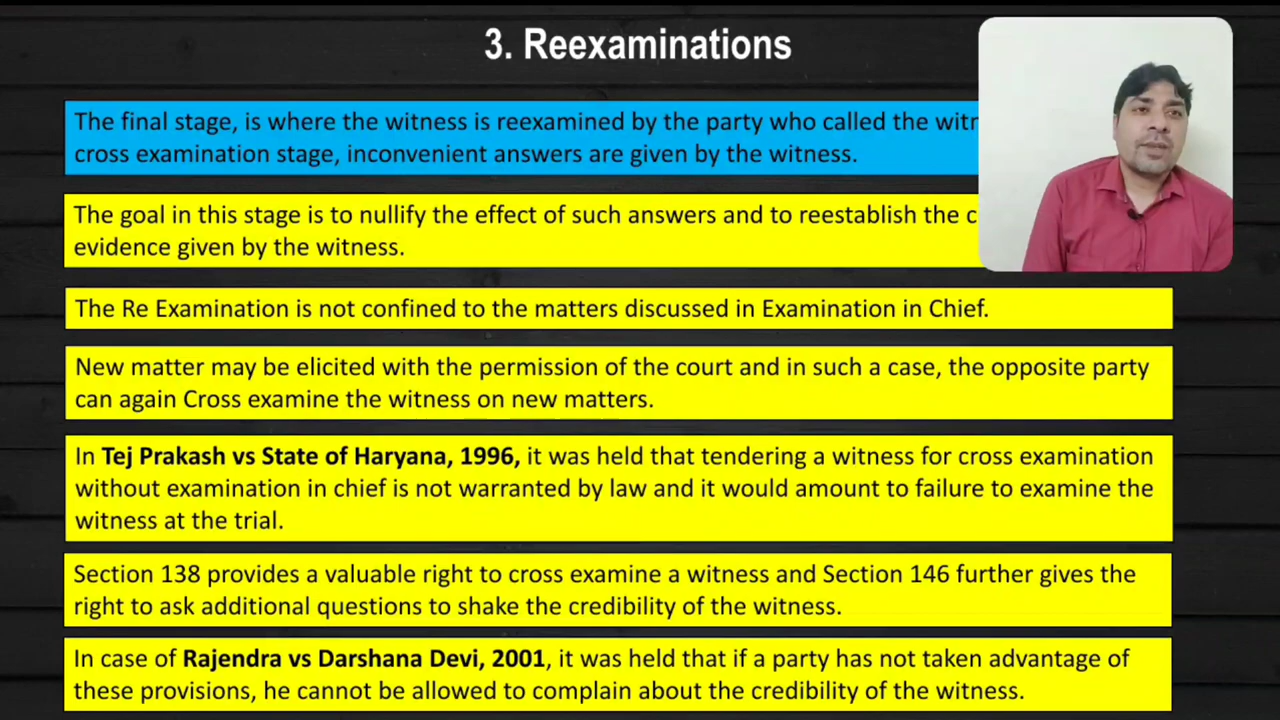 3. Reexaminations
The final stage, is where the witness is reexamined by the party who called the
cross examination stage, inconvenient answers are given by the witness.
The goal in this stage is to nullify the effect of such answers and to reestablish the
evidence given by the witness.
The Re Examination is not confined to the matters discussed in Examination in Chief.
New matter may be elicited with the permission of the court and in such a case, the opposite party
can again Cross examine the witness on new matters.
In Tej Prakash vs State of Haryana, 1996, it was held that tendering a witness for cross examination
without examination in chief is not warranted by law and it would amount to failure to examine the
witness at the trial.
Section 138 provides a valuable right to cross examine a witness and Section 146 further gives the
right to ask additional questions to shake the credibility of the witness.
In case of Rajendra vs Darshana Devi, 2001, it was held that if a party has not taken advantage of
these provisions, he cannot be allowed to complain about the credibility of the witness.